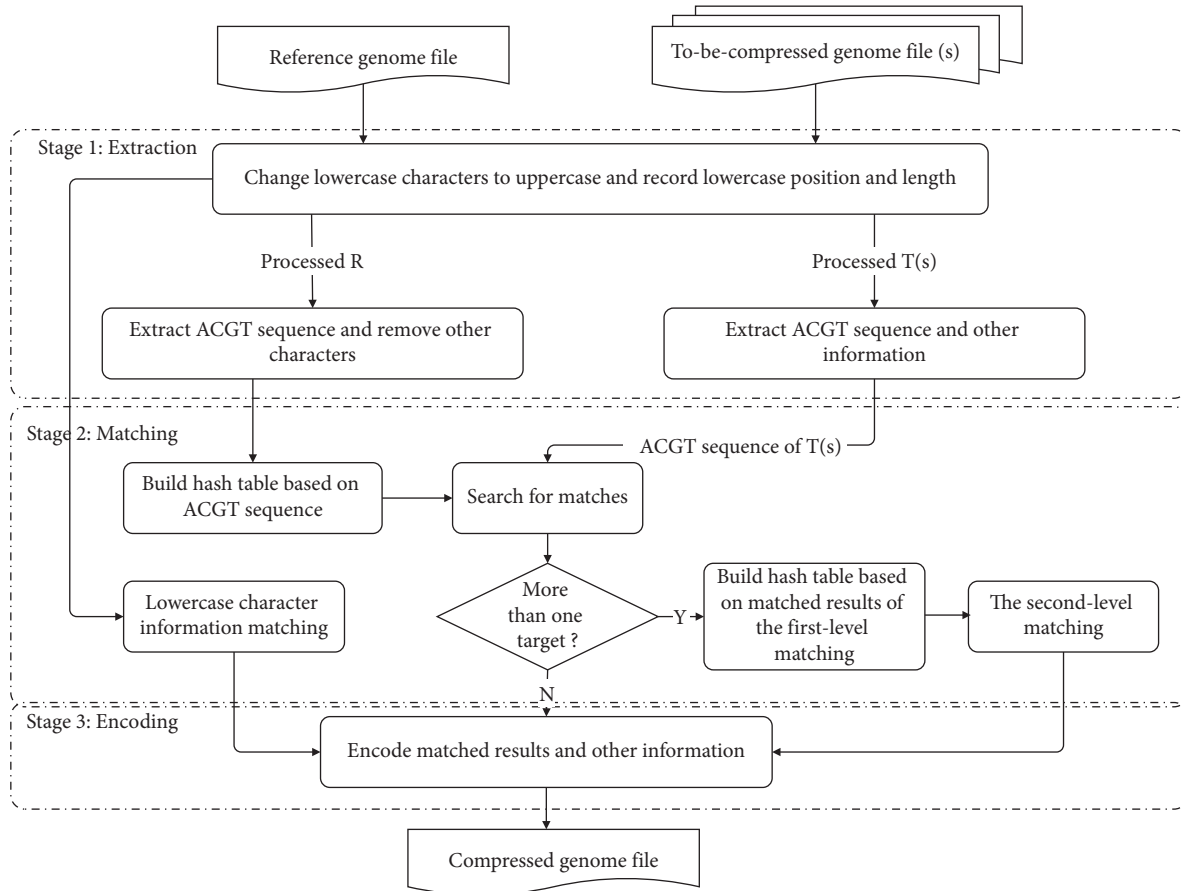 Reference genome file
To-be-compressed genome file (s)
Stage 1: Extraction
Change lowercase characters to uppercase and record lowercase position and length
Processed R
Processed T(s)
Extract ACGT sequence and remove other
characters
Extract ACGT sequence and other
information
Stage 2: Matching
ACGT sequence of T(s)
Build hash table based on
ACGT sequence
Search for matches
Lowercase character
information matching
More
than one
target ?
Y
Build hash table based
on matched results of
the first-level
matching
The second-level
matching
N
Stage 3: Encoding
Encode matched results and other information
Compressed genome file